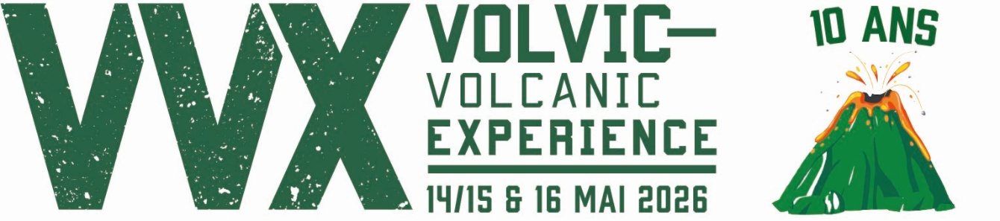 VVX
VOLVIC—
VOLCANIC
EXPERIENCE
14/15 & 16 MAI 2026
10 ANS